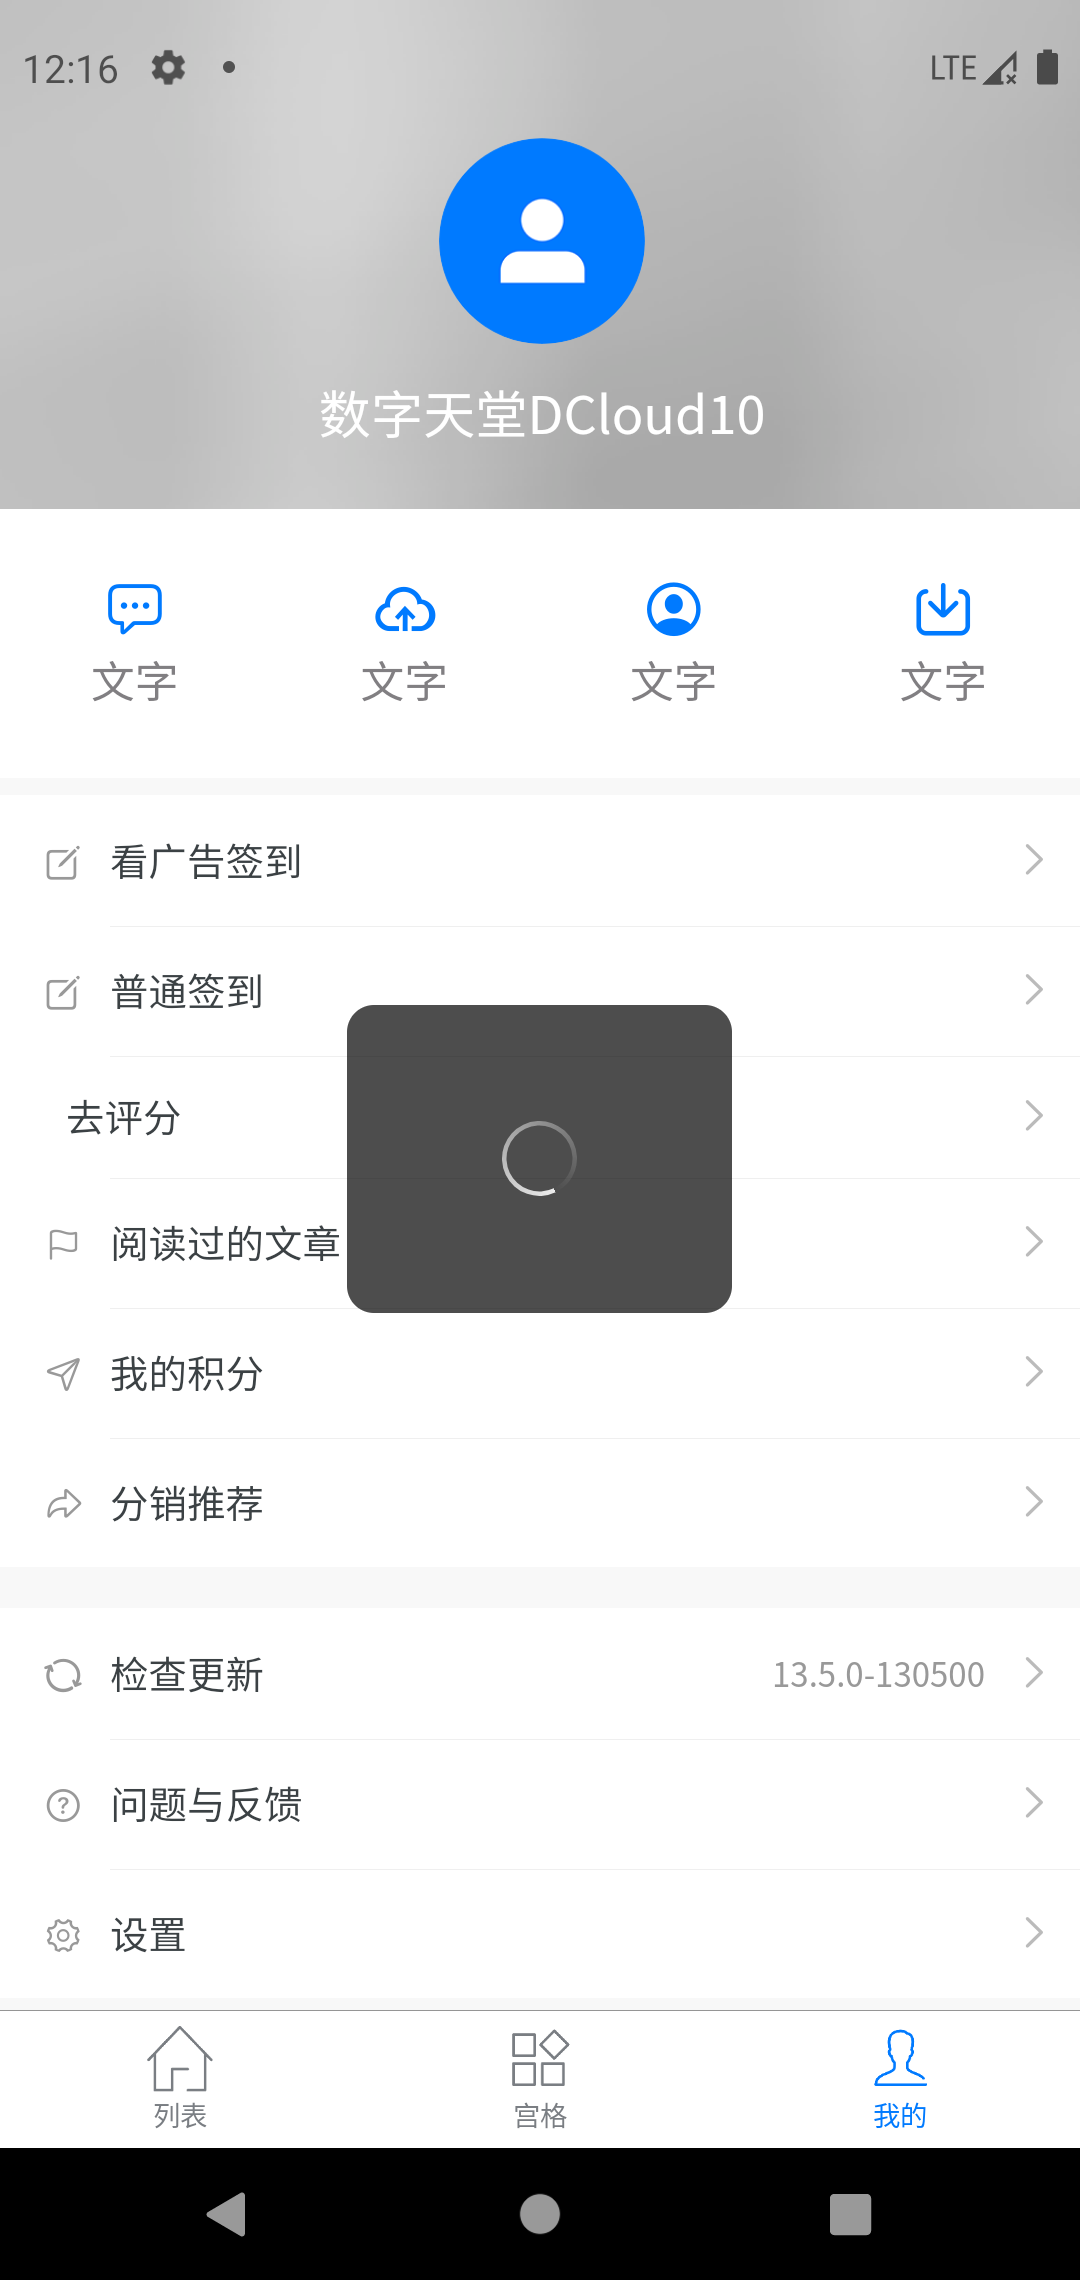 12:16
LTE
数字天堂DCloud10
文字 文字 文字 文字
看广告签到
普通签到
去评分
阅读过的文章
我的积分
分销推荐
检查更新 13.5.0-130500
问题与反馈
设置
列表 宫格 我的